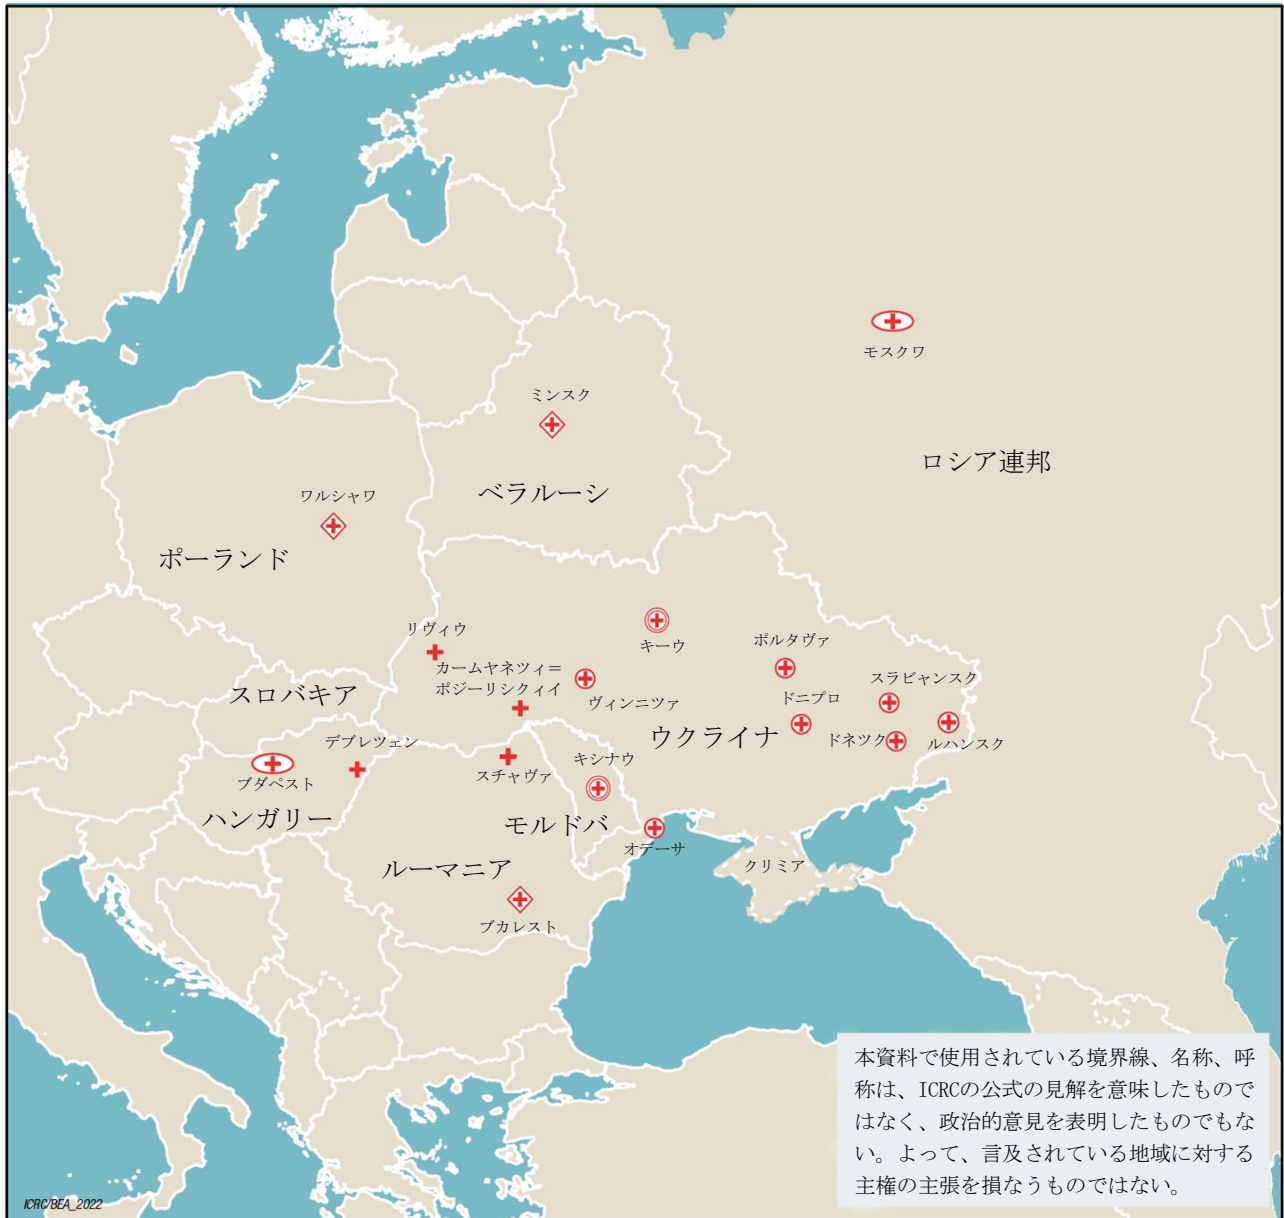 モスクワ
ミンスク
ロシア連邦
ベラルーシ
ワルシャワ
ポーランド
リヴィウ
キーウ
ポルタヴァ
カームヤネツィ＝
ポジーリシクィイ
スラビャンスク
スロバキア
ヴィンニツァ
ドニプロ
ウクライナ
デブレツェン
ドネツク
ルハンスク
キシナウ
スチャヴァ
ブダペスト
ハンガリー
モルドバ
オデーサ
ルーマニア
クリミア
ブカレスト
本資料で使用されている境界線、名称、呼
称は、ICRCの公式の見解を意味したもので
はなく、政治的意見を表明したものでもな
い。よって、言及されている地域に対する
主権の主張を損なうものではない。
ICRC/BEA_2022